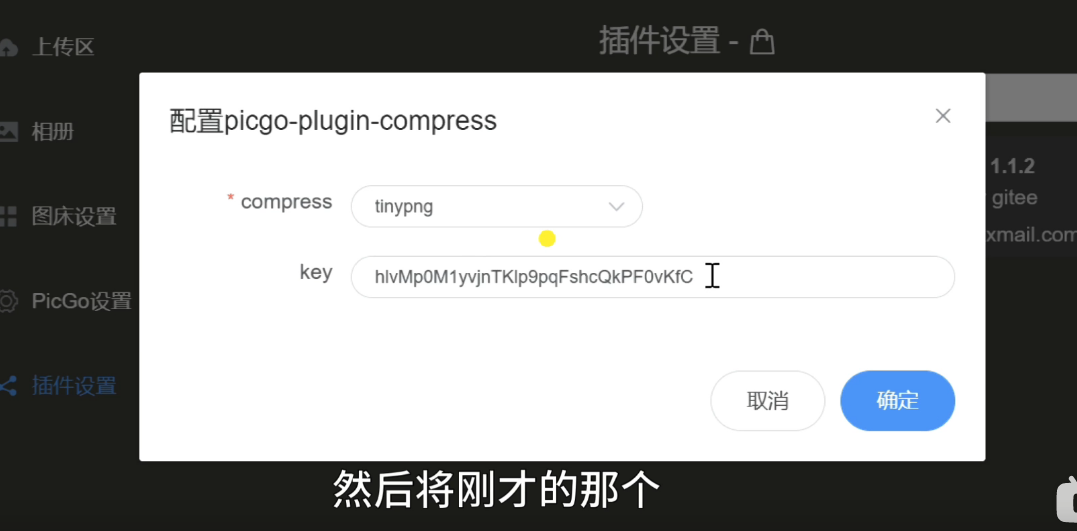 上传区
插件设置 -
配置picgo-plugin-compress
相册
1.1.2
* compress
tinypng
gitee
图床设置
xmail.com
key
hlvMp0M1yvjnTKlp9pqFshcQkPF0vKfC
PicGo设置
插件设置
取消
确定
然后将刚才的那个